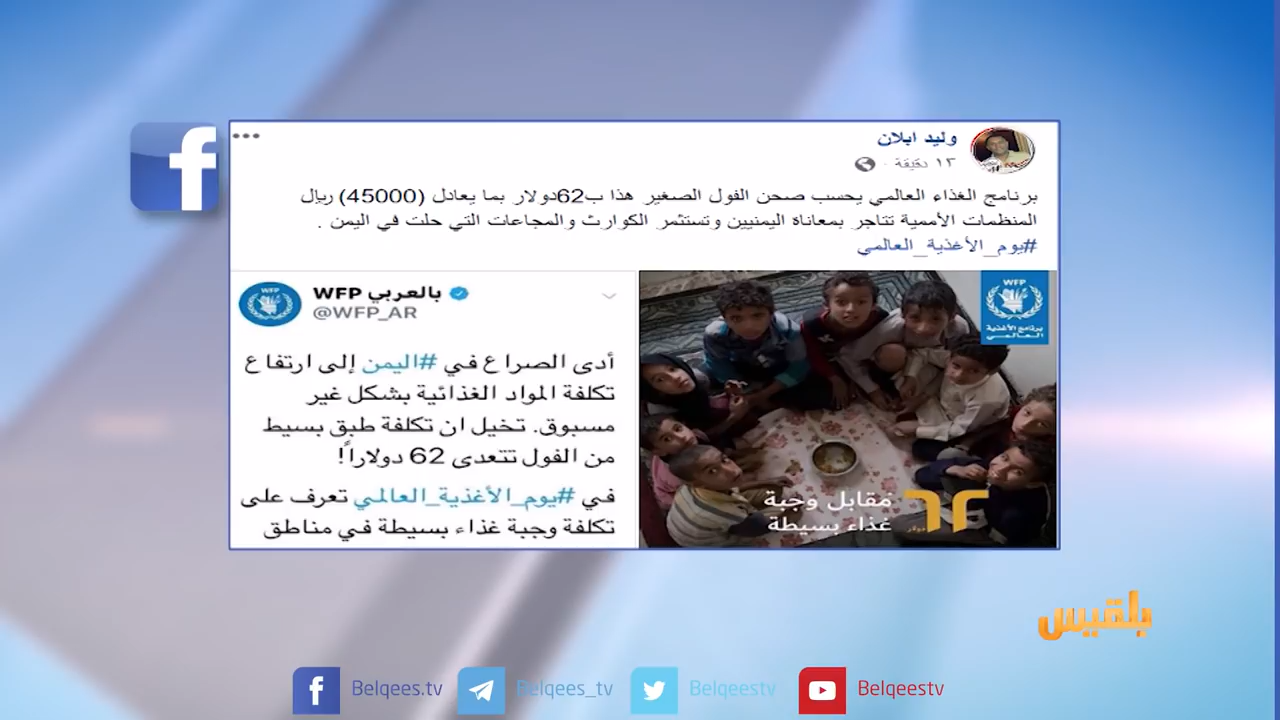 f
وليد ابلان
١٣ دقيقة ·
برنامج الغذاء العالمي يحسب صحن الفول الصغير هذا ب62دولار بما يعادل (45000) ريال
المنظمات الأممية تتاجر بمعاناة اليمنيين وتستثمر الكوارث والمجاعات التي حلت في اليمن .
#يوم_الأغذية_العالمي
WFP بالعربي
@WFP_AR
أدى الصراع في #اليمن إلى ارتفاع
تكلفة المواد الغذائية بشكل غير
مسبوق. تخيل ان تكلفة طبق بسيط
من الفول تتعدى 62 دولاراً!
في #يوم_الأغذية_العالمي تعرف على
تكلفة وجبة غذاء بسيطة في مناطق
WFP
برنامج الأغذية
العالمي
٦٢ مقابل وجبة
غذاء بسيطة
بلقيس
Belqees.tv
Belqees_tv
Belqeestv
Belqeestv